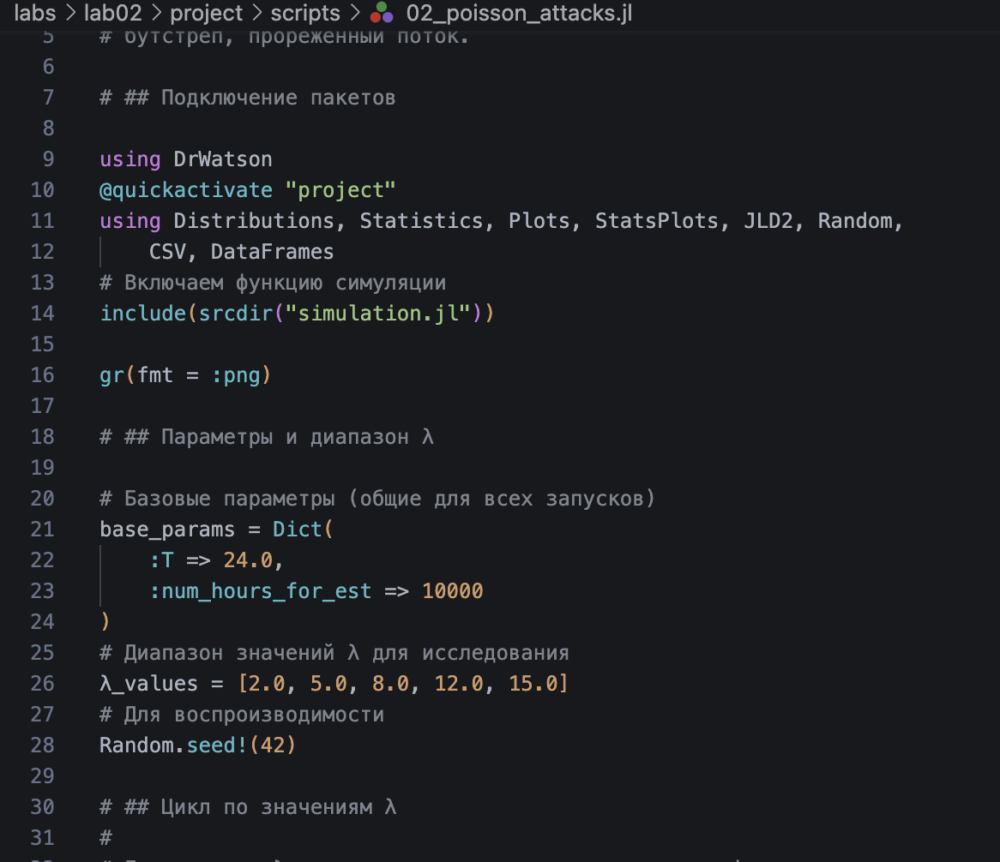 labs > lab02 > project > scripts > 02_poisson_attacks.jl
5 # бутстреп, прореженный поток.
6
7 # ## Подключение пакетов
8
9 using DrWatson
10 @quickactivate "project"
11 using Distributions, Statistics, Plots, StatsPlots, JLD2, Random,
12 CSV, DataFrames
13 # Включаем функцию симуляции
14 include(srcdir("simulation.jl"))
15
16 gr(fmt = :png)
17
18 # ## Параметры и диапазон λ
19
20 # Базовые параметры (общие для всех запусков)
21 base_params = Dict(
22 :T => 24.0,
23 :num_hours_for_est => 10000
24 )
25 # Диапазон значений λ для исследования
26 λ_values = [2.0, 5.0, 8.0, 12.0, 15.0]
27 # Для воспроизводимости
28 Random.seed!(42)
29
30 # ## Цикл по значениям λ
31 #